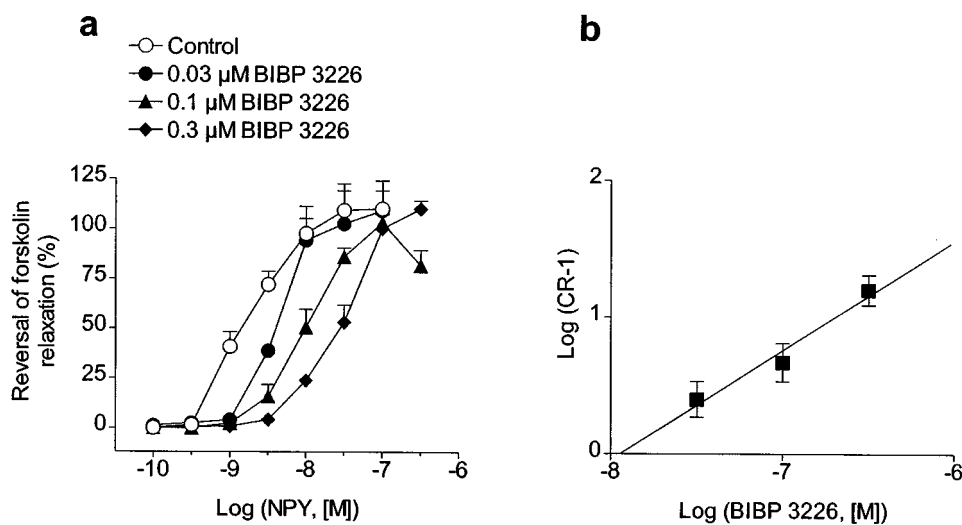 a
Control
0.03 µM BIBP 3226
0.1 µM BIBP 3226
0.3 µM BIBP 3226
Reversal of forskolin
relaxation (%)
125
100
75
50
25
0
-10
-9
-8
-7
-6
Log (NPY, [M])
b
Log (CR-1)
2
1
0
-8
-7
-6
Log (BIBP 3226, [M])